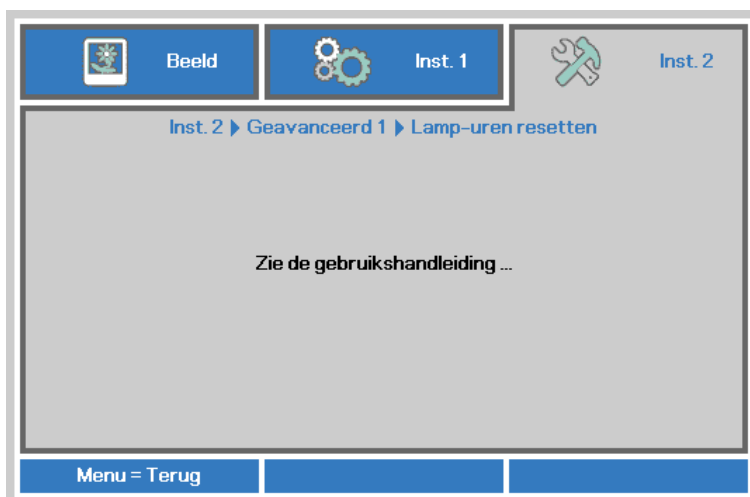 Beeld
Inst. 1
Inst. 2
Inst. 2 ▶ Geavanceerd 1 ▶ Lamp-uren resetten
Zie de gebruikshandleiding ...
Menu = Terug